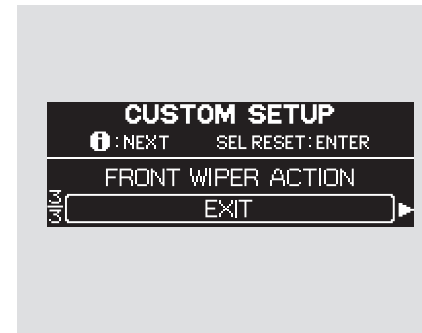 CUSTOM SETUP
i : NEXT SEL RESET : ENTER
FRONT WIPER ACTION
3/3 EXIT